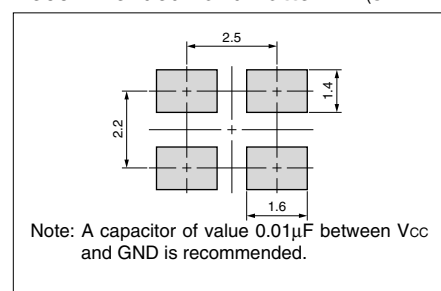 2.5
1.4
2.2
1.6
Note: A capacitor of value 0.01μF between VCC
and GND is recommended.